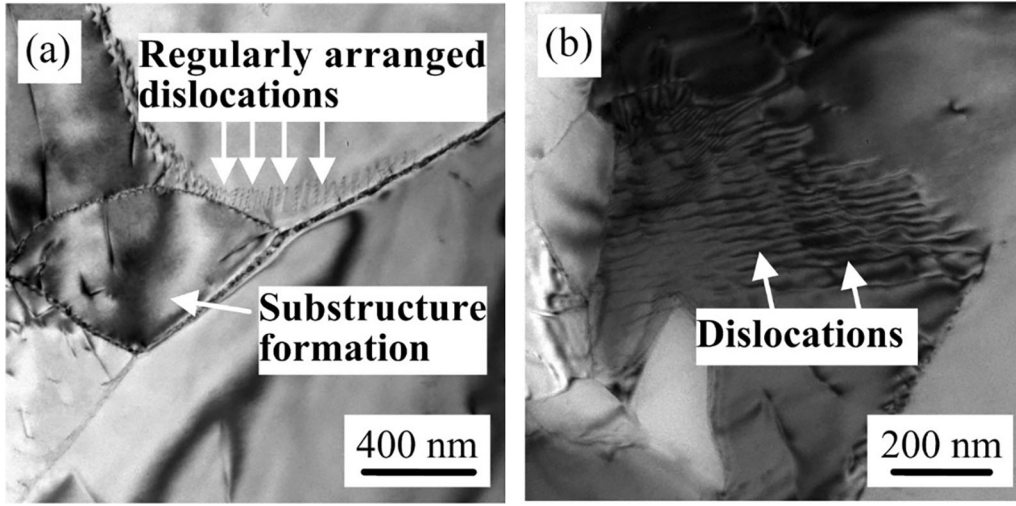 (a)
Regularly arranged
dislocations
Substructure
formation
400 nm
(b)
Dislocations
200 nm